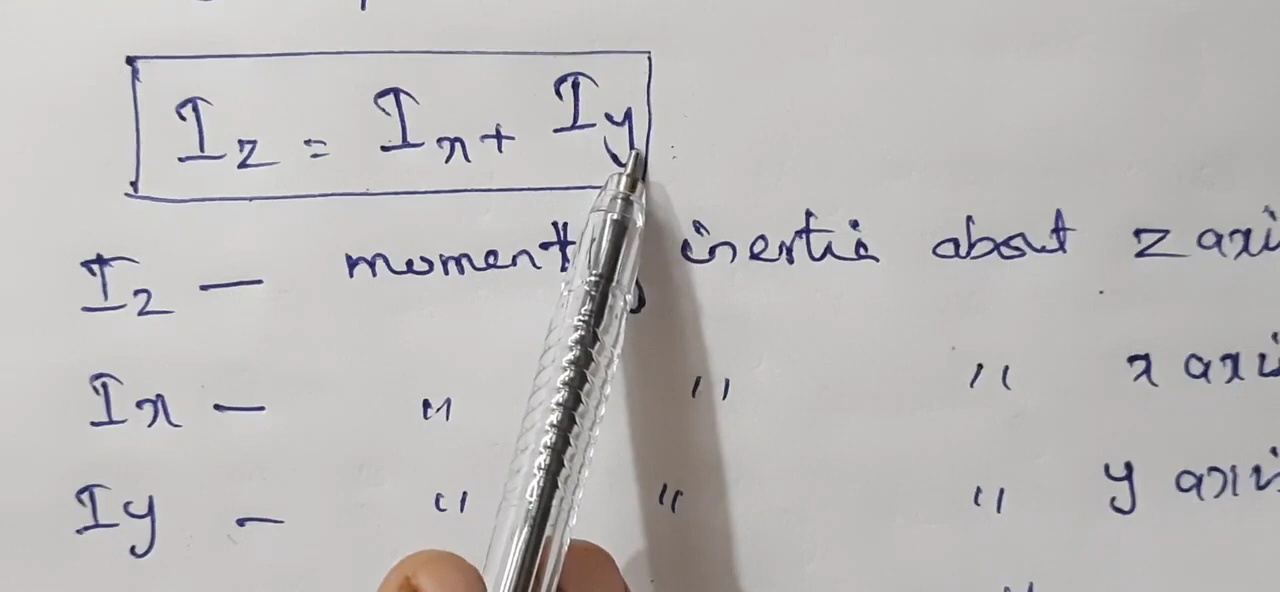 Iz = Ix + Iy
Iz - moment inertia about z axi
Ix - " " " x axi
Iy - " " " y axi